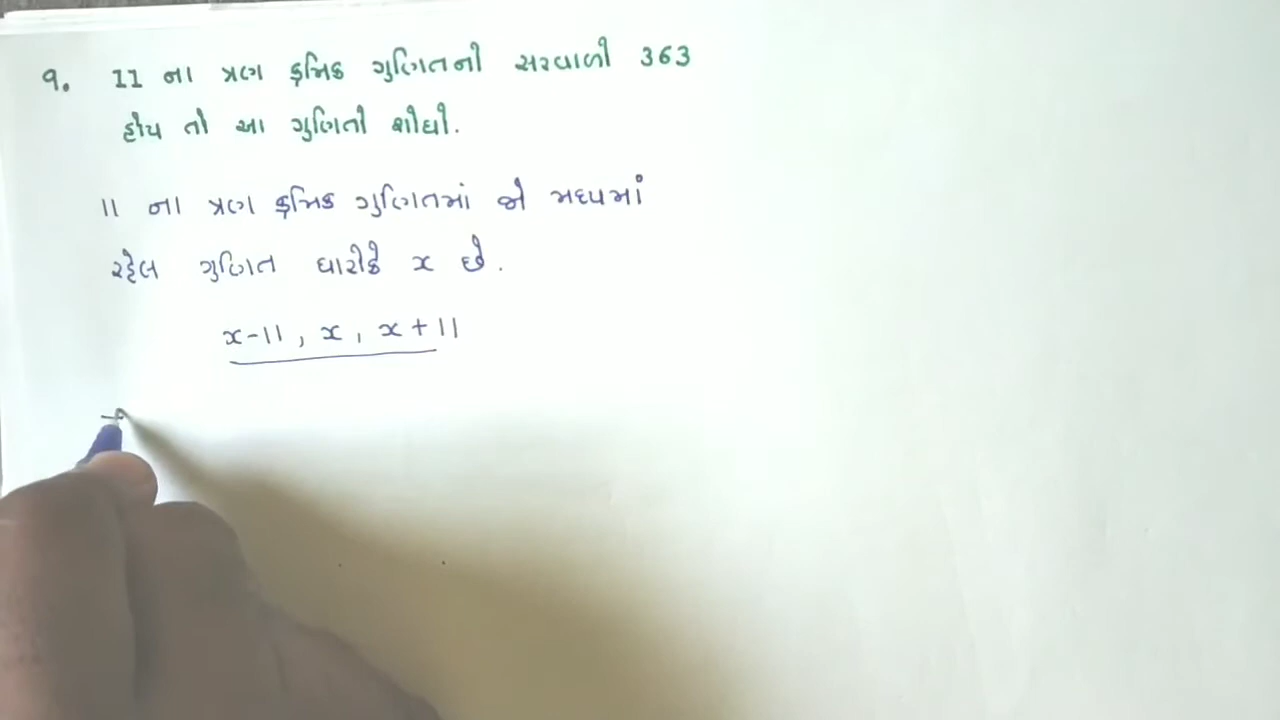 ૧. 11 ના ત્રણ ક્રમિક ગુણિતનો સરવાળો 363
હોય તો આ ગુણિતો શોધો.
11 ના ત્રણ ક્રમિક ગુણિતમાં જો મધ્યમાં
રહેલ ગુણિત ધારોકે x છે.
x-11, x, x+11